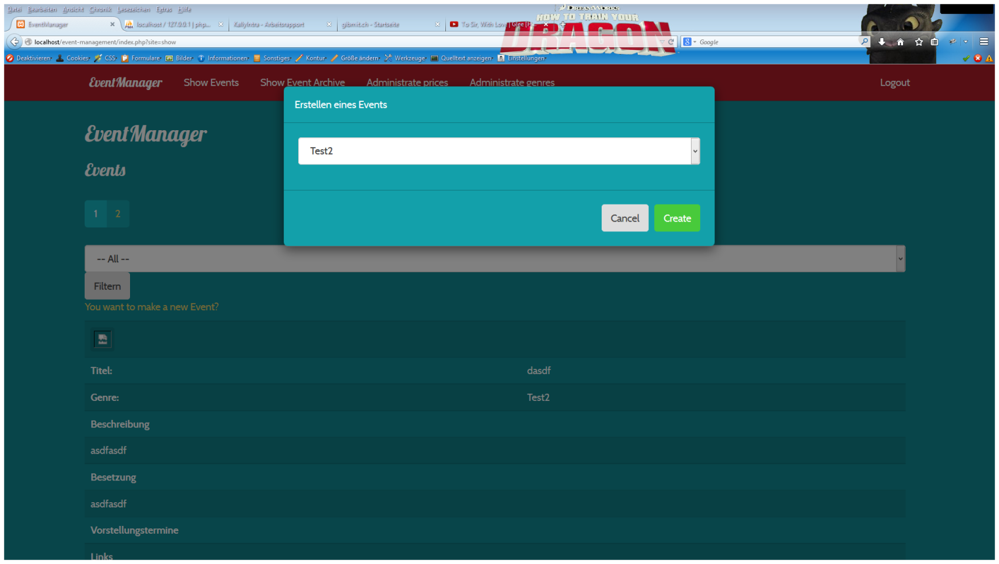 Datei Bearbeiten Ansicht Chronik Lesezeichen Extras Hilfe
DREAMWORKS
HOW TO TRAIN YOUR
DRAGON
EventManager
localhost / 127.0.0.1 | php...
KallyIntra - Arbeitsrapport
gibmit.ch - Startseite
To Sir, With Love | Glee [H...
localhost/event-management/index.php?site=show
Google
Deaktivieren Cookies CSS Formulare Bilder Informationen Sonstiges Kontur Größe ändern Werkzeuge Quelltext anzeigen Einstellungen
EventManager Show Events Show Event Archive Administrate prices Administrate genres Logout
Erstellen eines Events
Test2
Cancel Create
EventManager
Events
1 2
-- All --
Filtern
You want to make a new Event?
Titel: dasdf
Genre: Test2
Beschreibung
asdfasdf
Besetzung
asdfasdf
Vorstellungstermine
Links